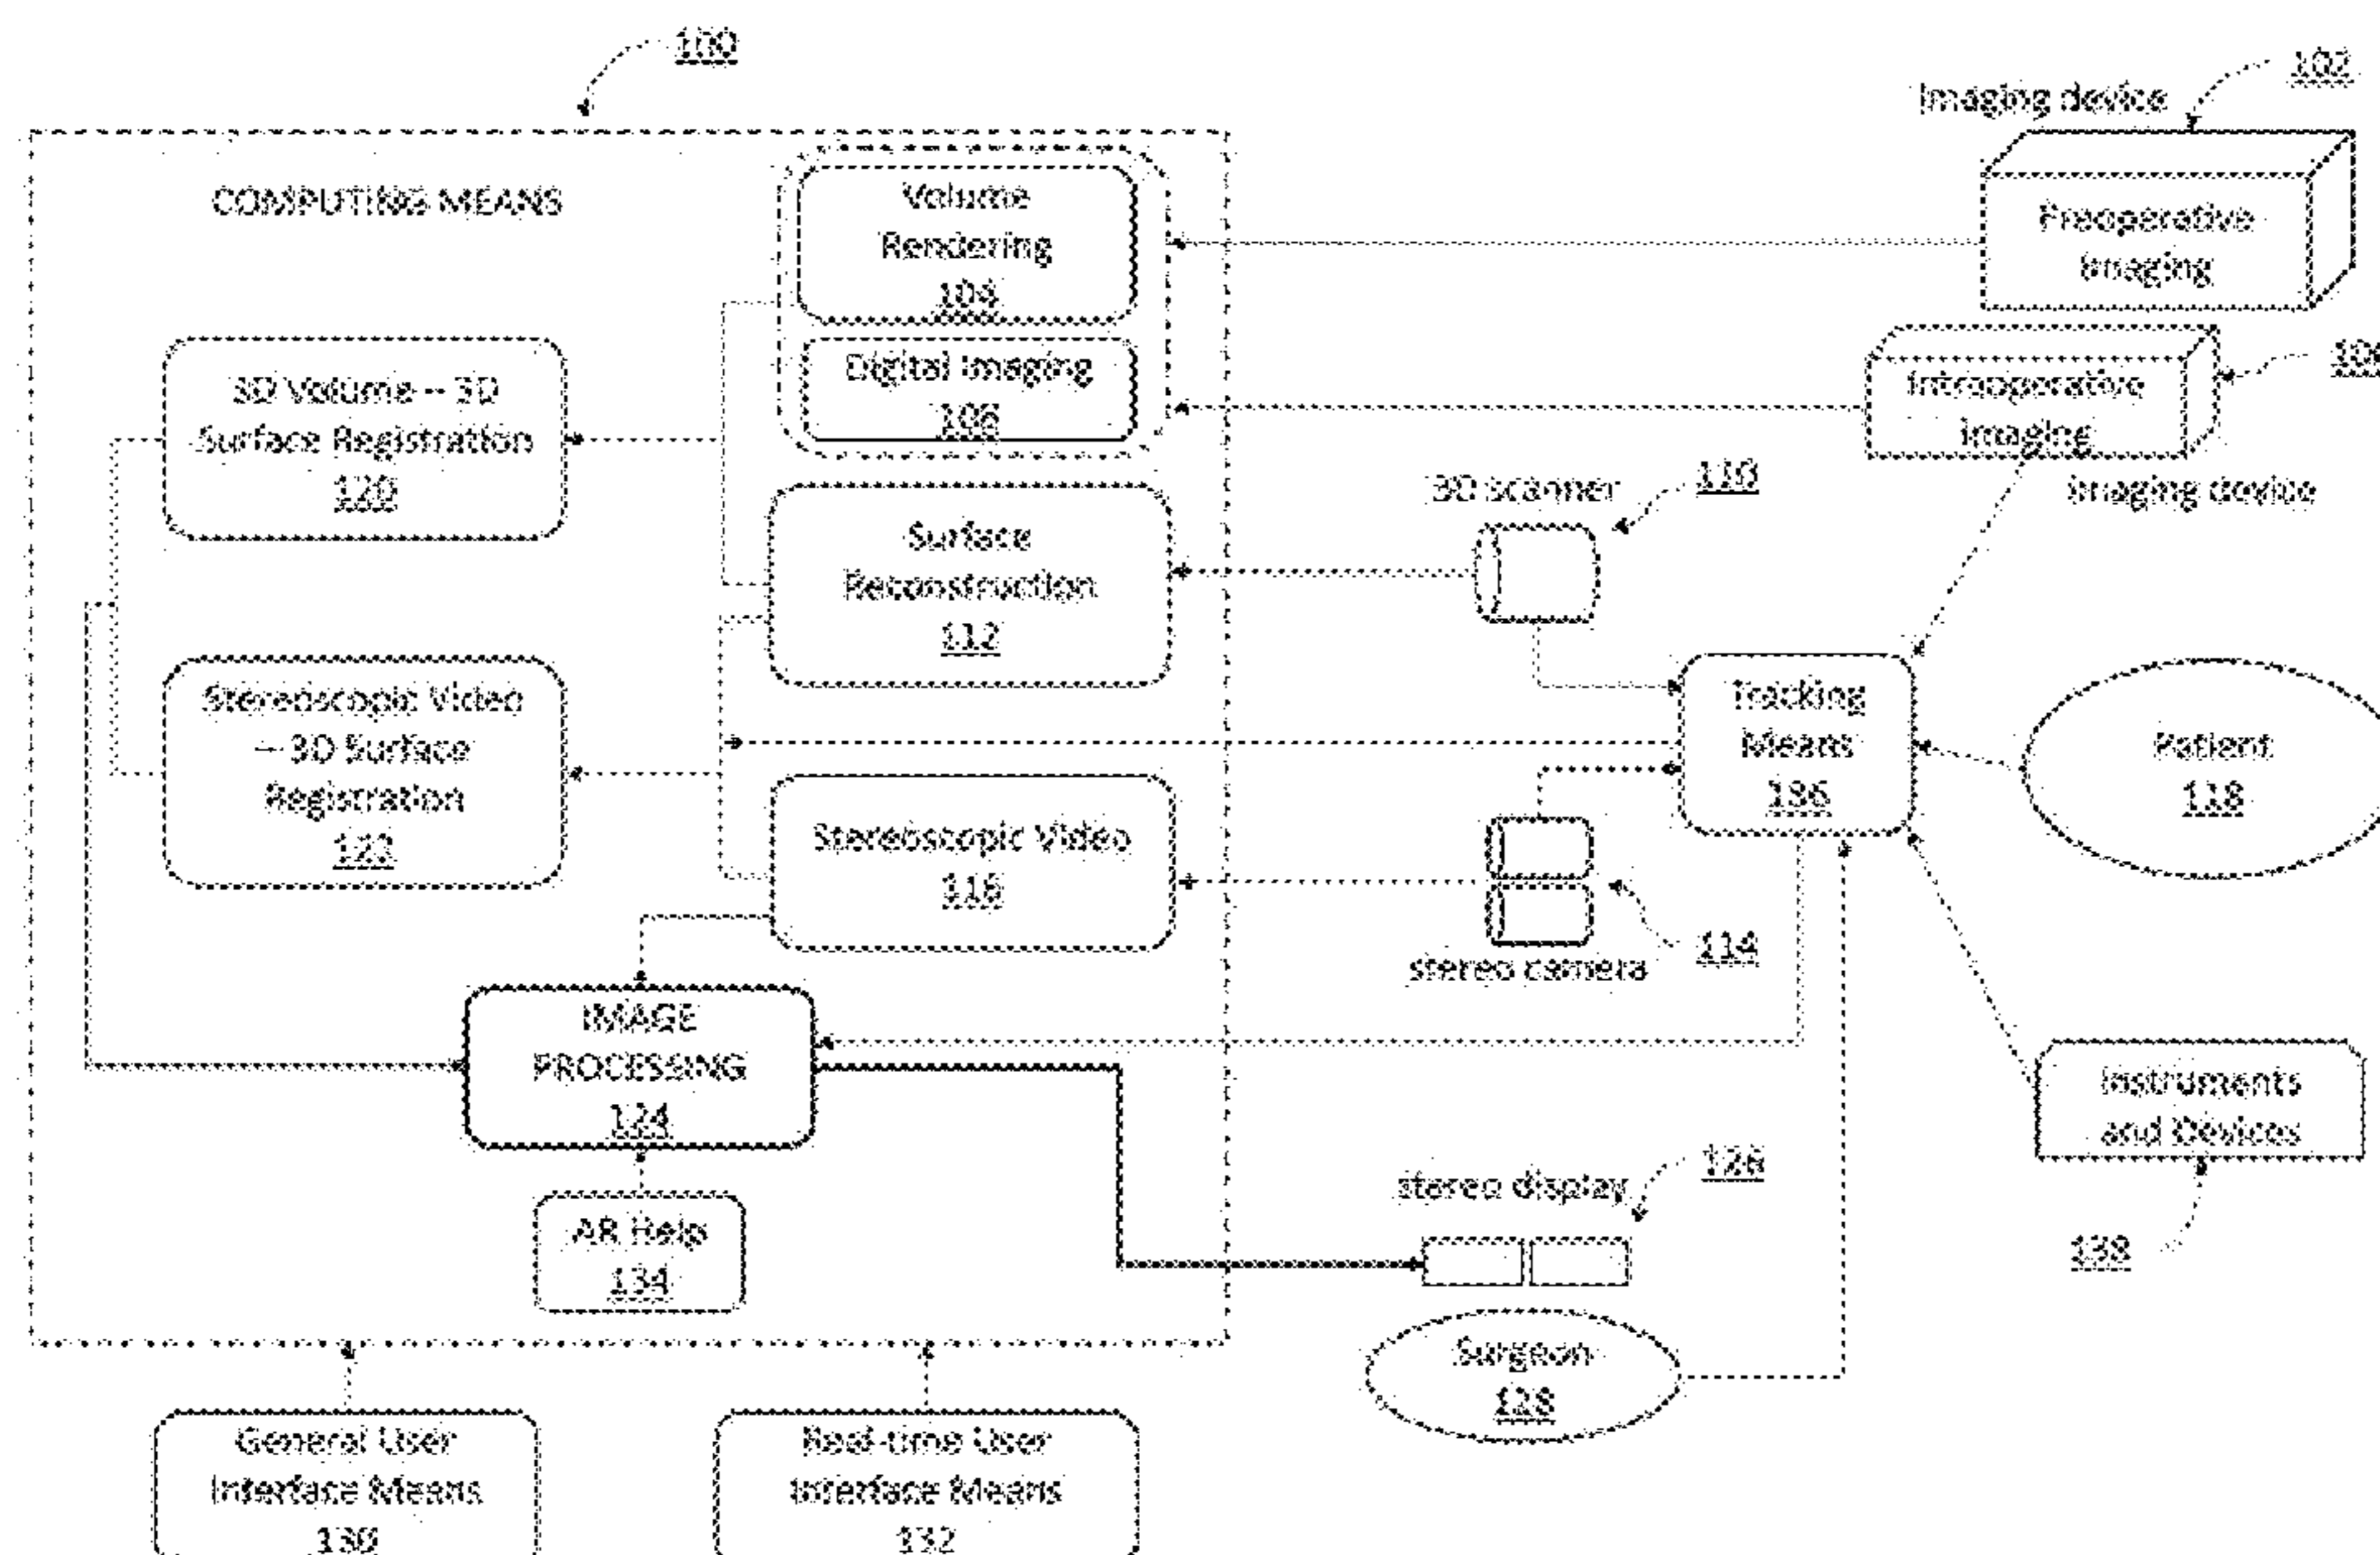 100
102
Imaging device
COMPUTING MEANS
Volume
Rendering
104
Preoperative
Imaging
Digital Imaging
Intraoperative
imaging
imaging device
3D Volume – 3D
Surface Registration
120
3D scanner
110
Surface
Reconstruction
112
Tracking
Means
Patient
118
Stereoscopic Video
– 3D Surface
Registration
Stereoscopic Video
116
114
stereo camera
IMAGE
PROCESSING
124
Instruments
and Devices
138
AR Help
134
stereo display
126
Surgeon
128
General User
Interface Means
130
Real-time User
Interface Means
132